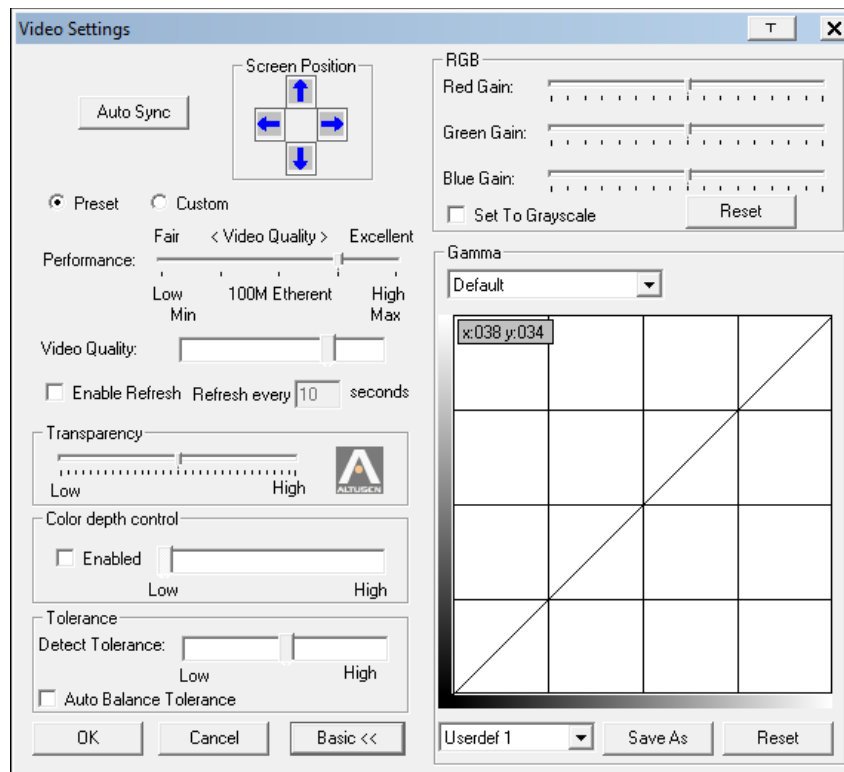 Video Settings
T
X
Auto Sync
Screen Position
Preset
Custom
Fair < Video Quality > Excellent
Performance:
Low 100M Etherent High
Min Max
Video Quality:
Enable Refresh Refresh every 10 seconds
Transparency
Low High
ALTUSEN
Color depth control
Enabled
Low High
Tolerance
Detect Tolerance:
Low High
Auto Balance Tolerance
OK Cancel Basic <<
RGB
Red Gain:
Green Gain:
Blue Gain:
Set To Grayscale Reset
Gamma
Default
x:038 y:034
Userdef 1 Save As Reset